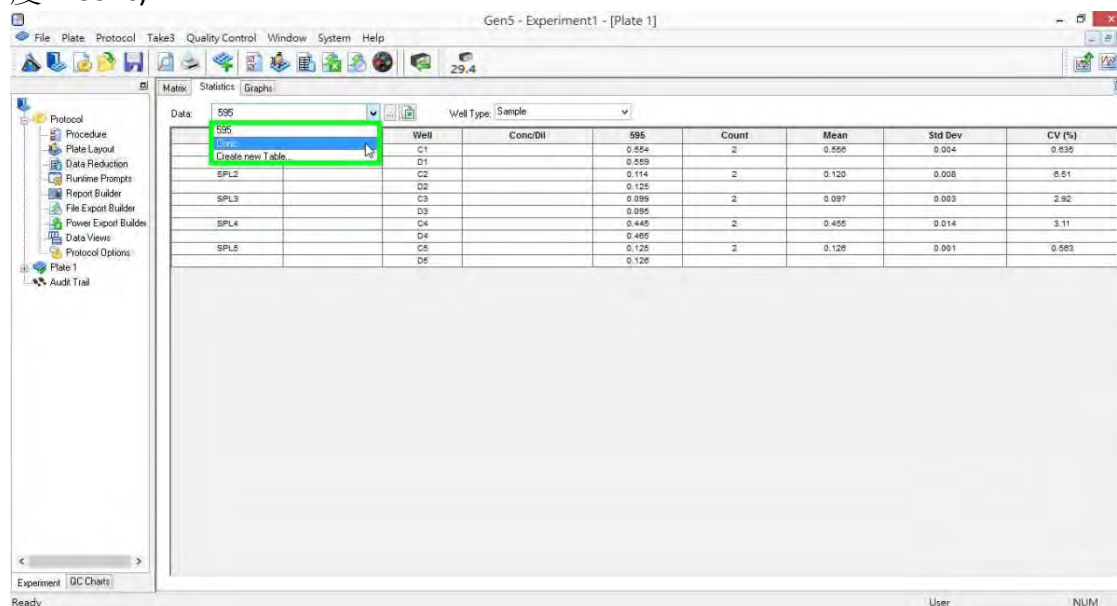 Gen5 - Experiment1 - [Plate 1]
File Plate Protocol Take3 Quality Control Window System Help
29.4
Matrix Statistics Graphs
Data: 595 ... Well Type: Sample
595
Conc
Create new Table...
Well Conc/Dil 595 Count Mean Std Dev CV (%)
C1 0.554 2 0.556 0.004 0.635
D1 0.559
SPL2 C2 0.114 2 0.120 0.008 6.51
D2 0.125
SPL3 C3 0.099 2 0.097 0.003 2.92
D3 0.095
SPL4 C4 0.445 2 0.455 0.014 3.11
D4 0.465
SPL5 C5 0.125 2 0.126 0.001 0.563
D5 0.126
Protocol
Procedure
Plate Layout
Data Reduction
Runtime Prompts
Report Builder
File Export Builder
Power Export Builder
Data Views
Protocol Options
Plate 1
Audit Trail
Experiment QC Charts
Ready User NUM